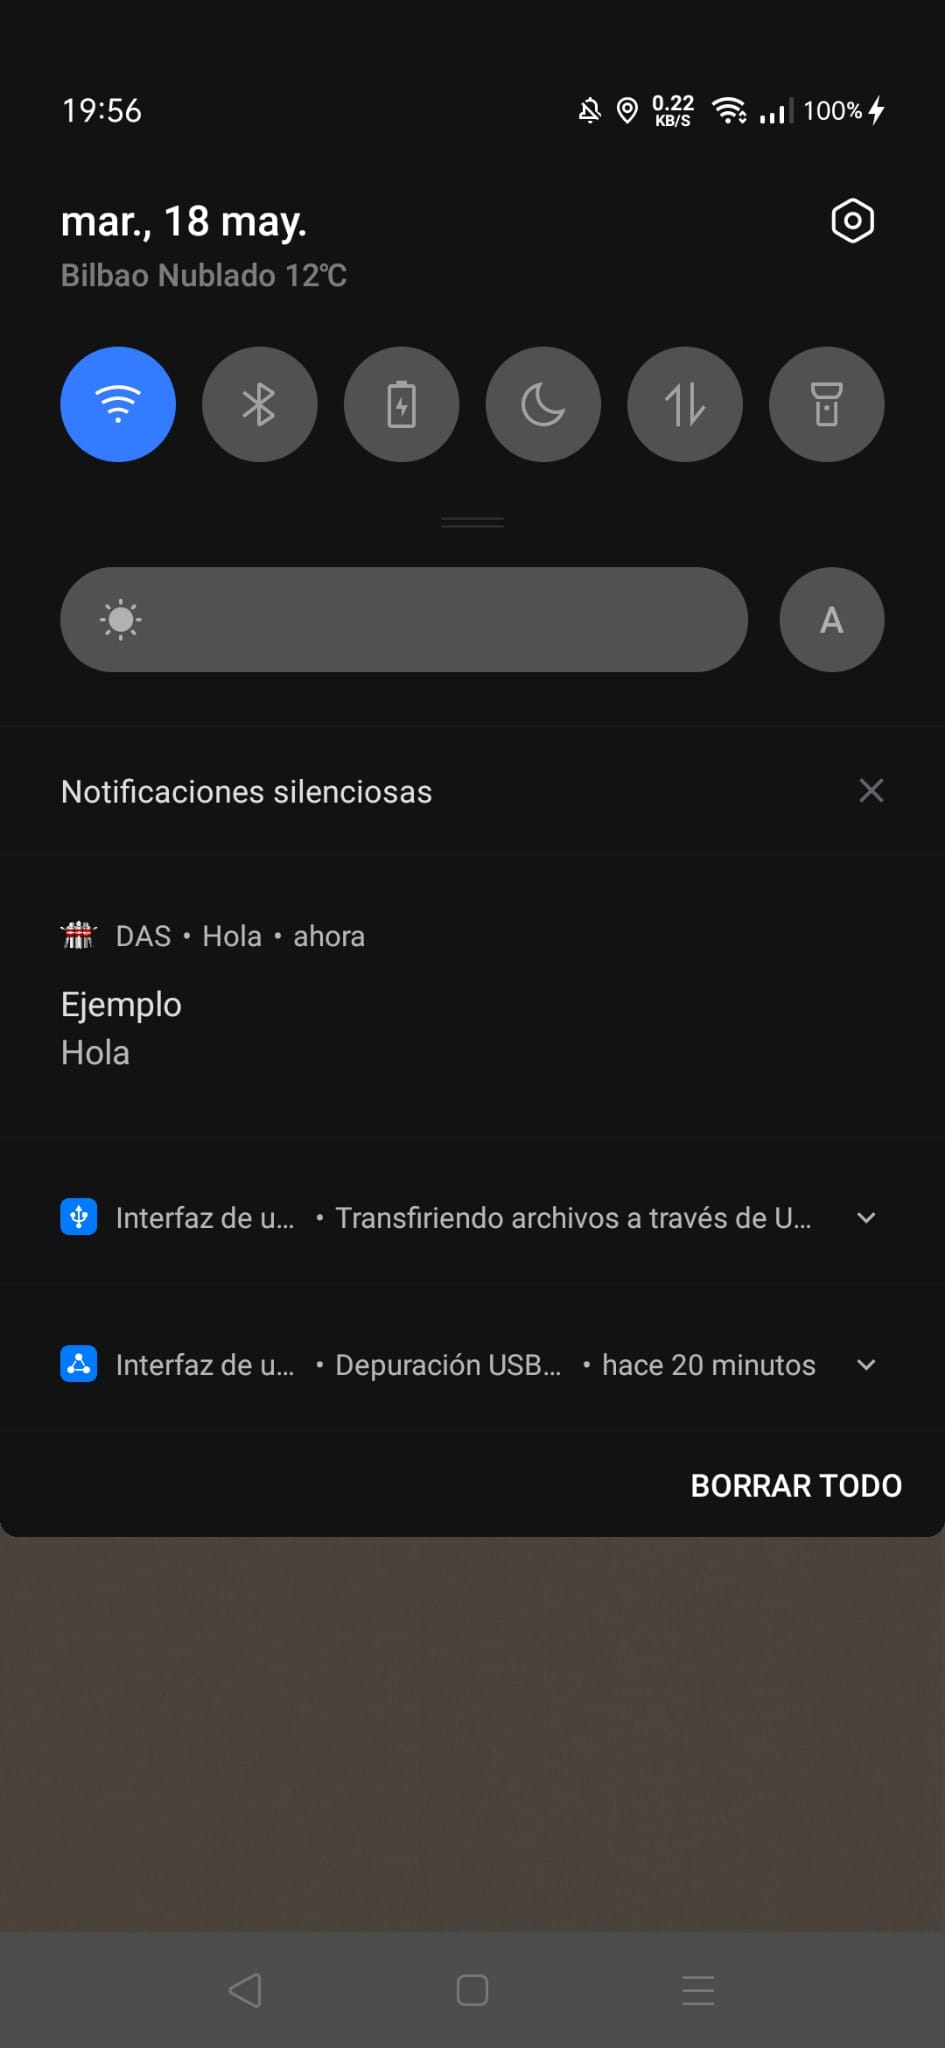 19:56
0.22
KB/S
100%
mar., 18 may.
Bilbao Nublado 12℃
A
Notificaciones silenciosas
DAS • Hola • ahora
Ejemplo
Hola
Interfaz de u... • Transfiriendo archivos a través de U...
Interfaz de u... • Depuración USB... • hace 20 minutos
BORRAR TODO